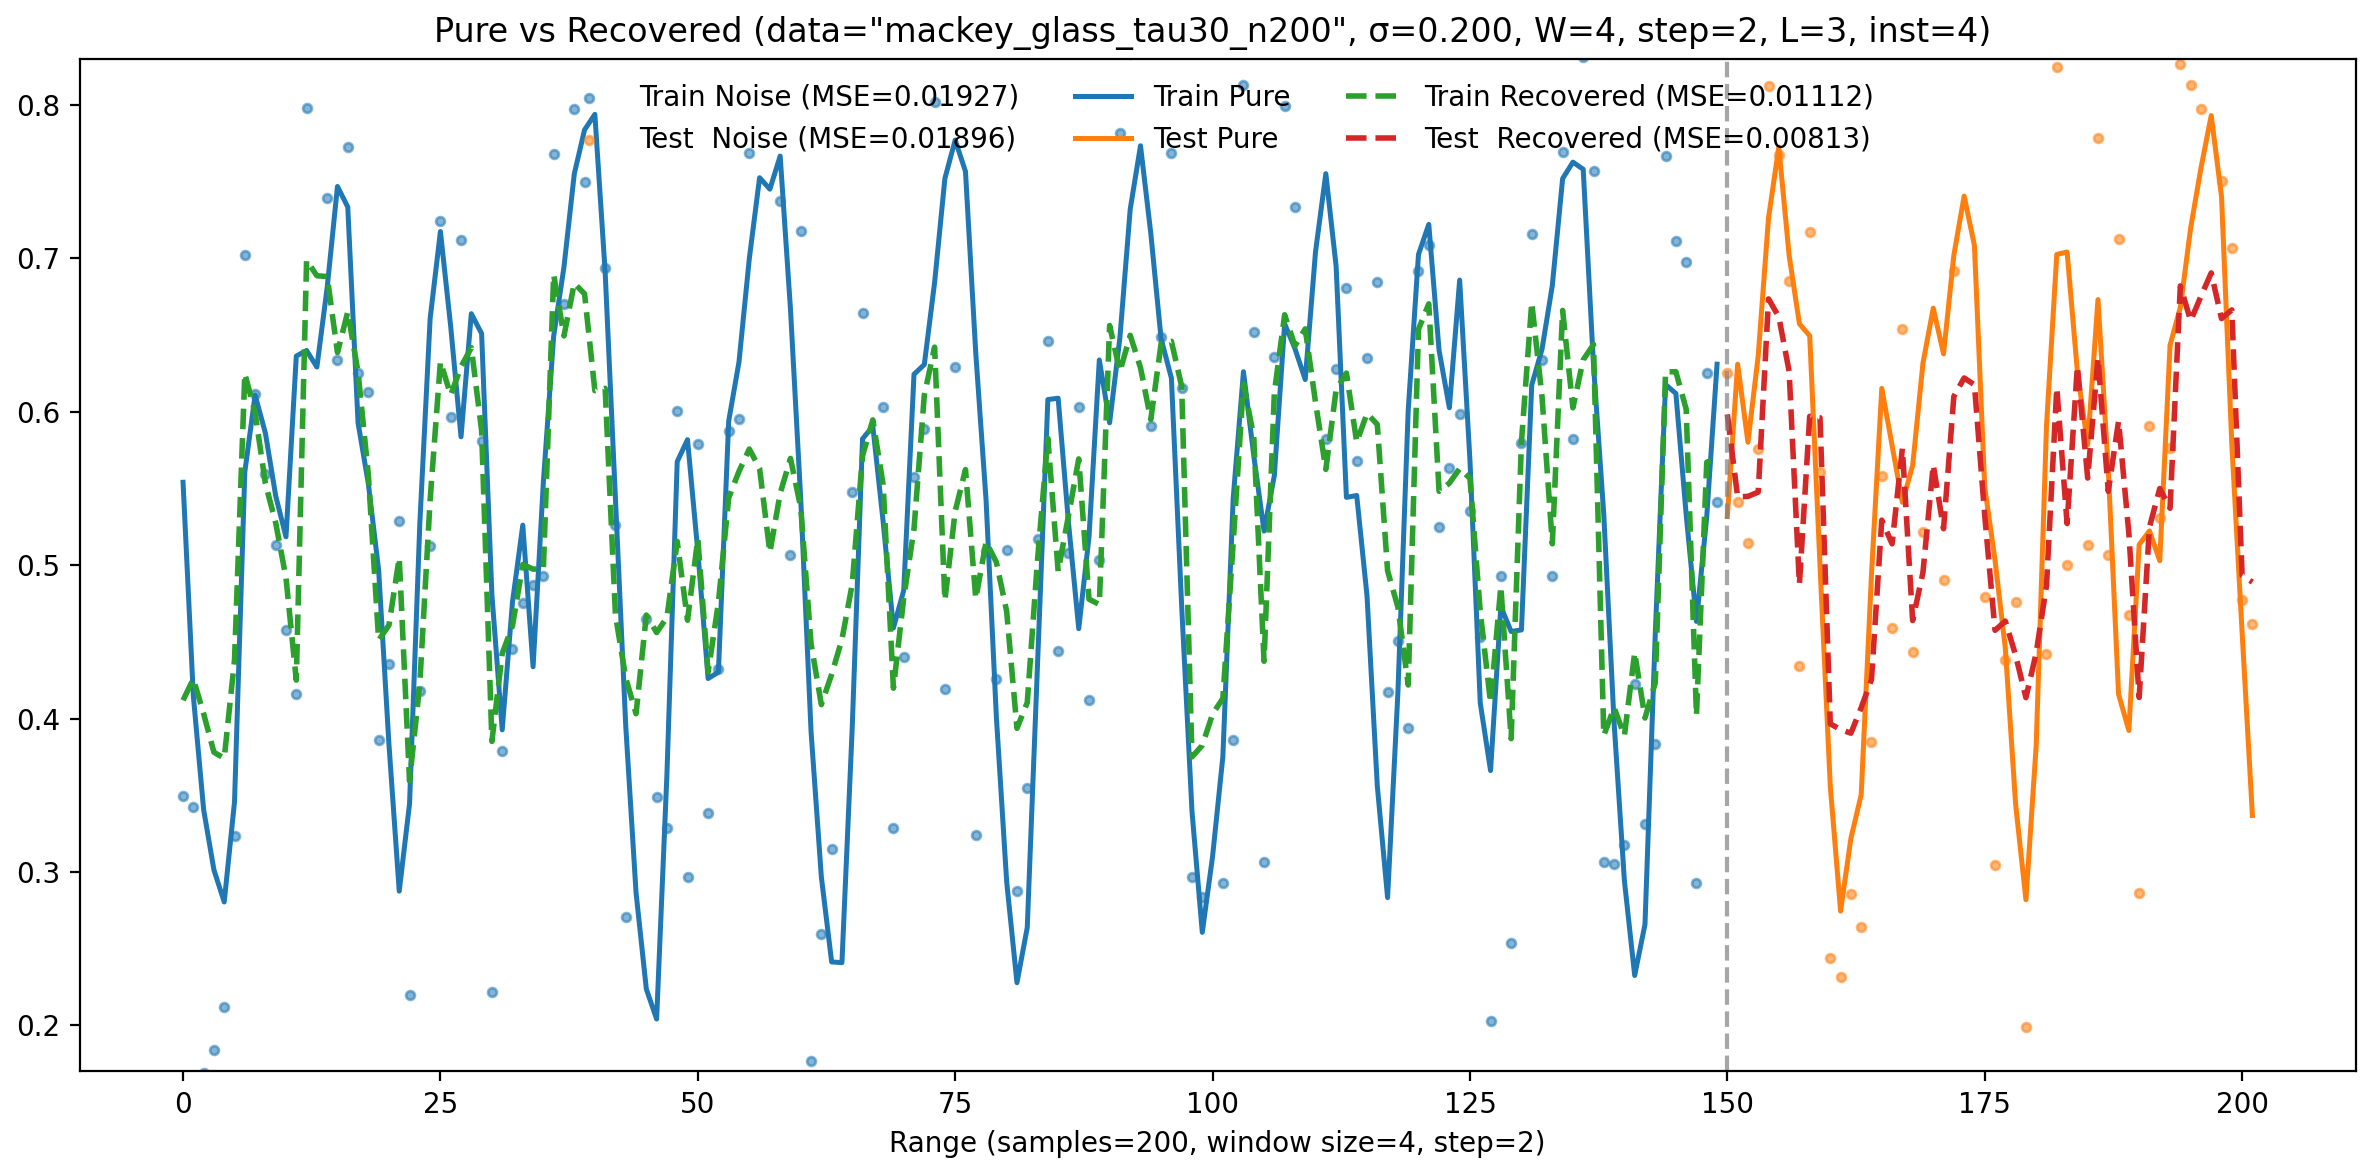 Pure vs Recovered (data="mackey_glass_tau30_n200", σ=0.200, W=4, step=2, L=3, inst=4)
Train Noise (MSE=0.01927) Train Pure Train Recovered (MSE=0.01112)
Test  Noise (MSE=0.01896) Test Pure Test  Recovered (MSE=0.00813)
0.8
0.7
0.6
0.5
0.4
0.3
0.2
0 25 50 75 100 125 150 175 200
Range (samples=200, window size=4, step=2)